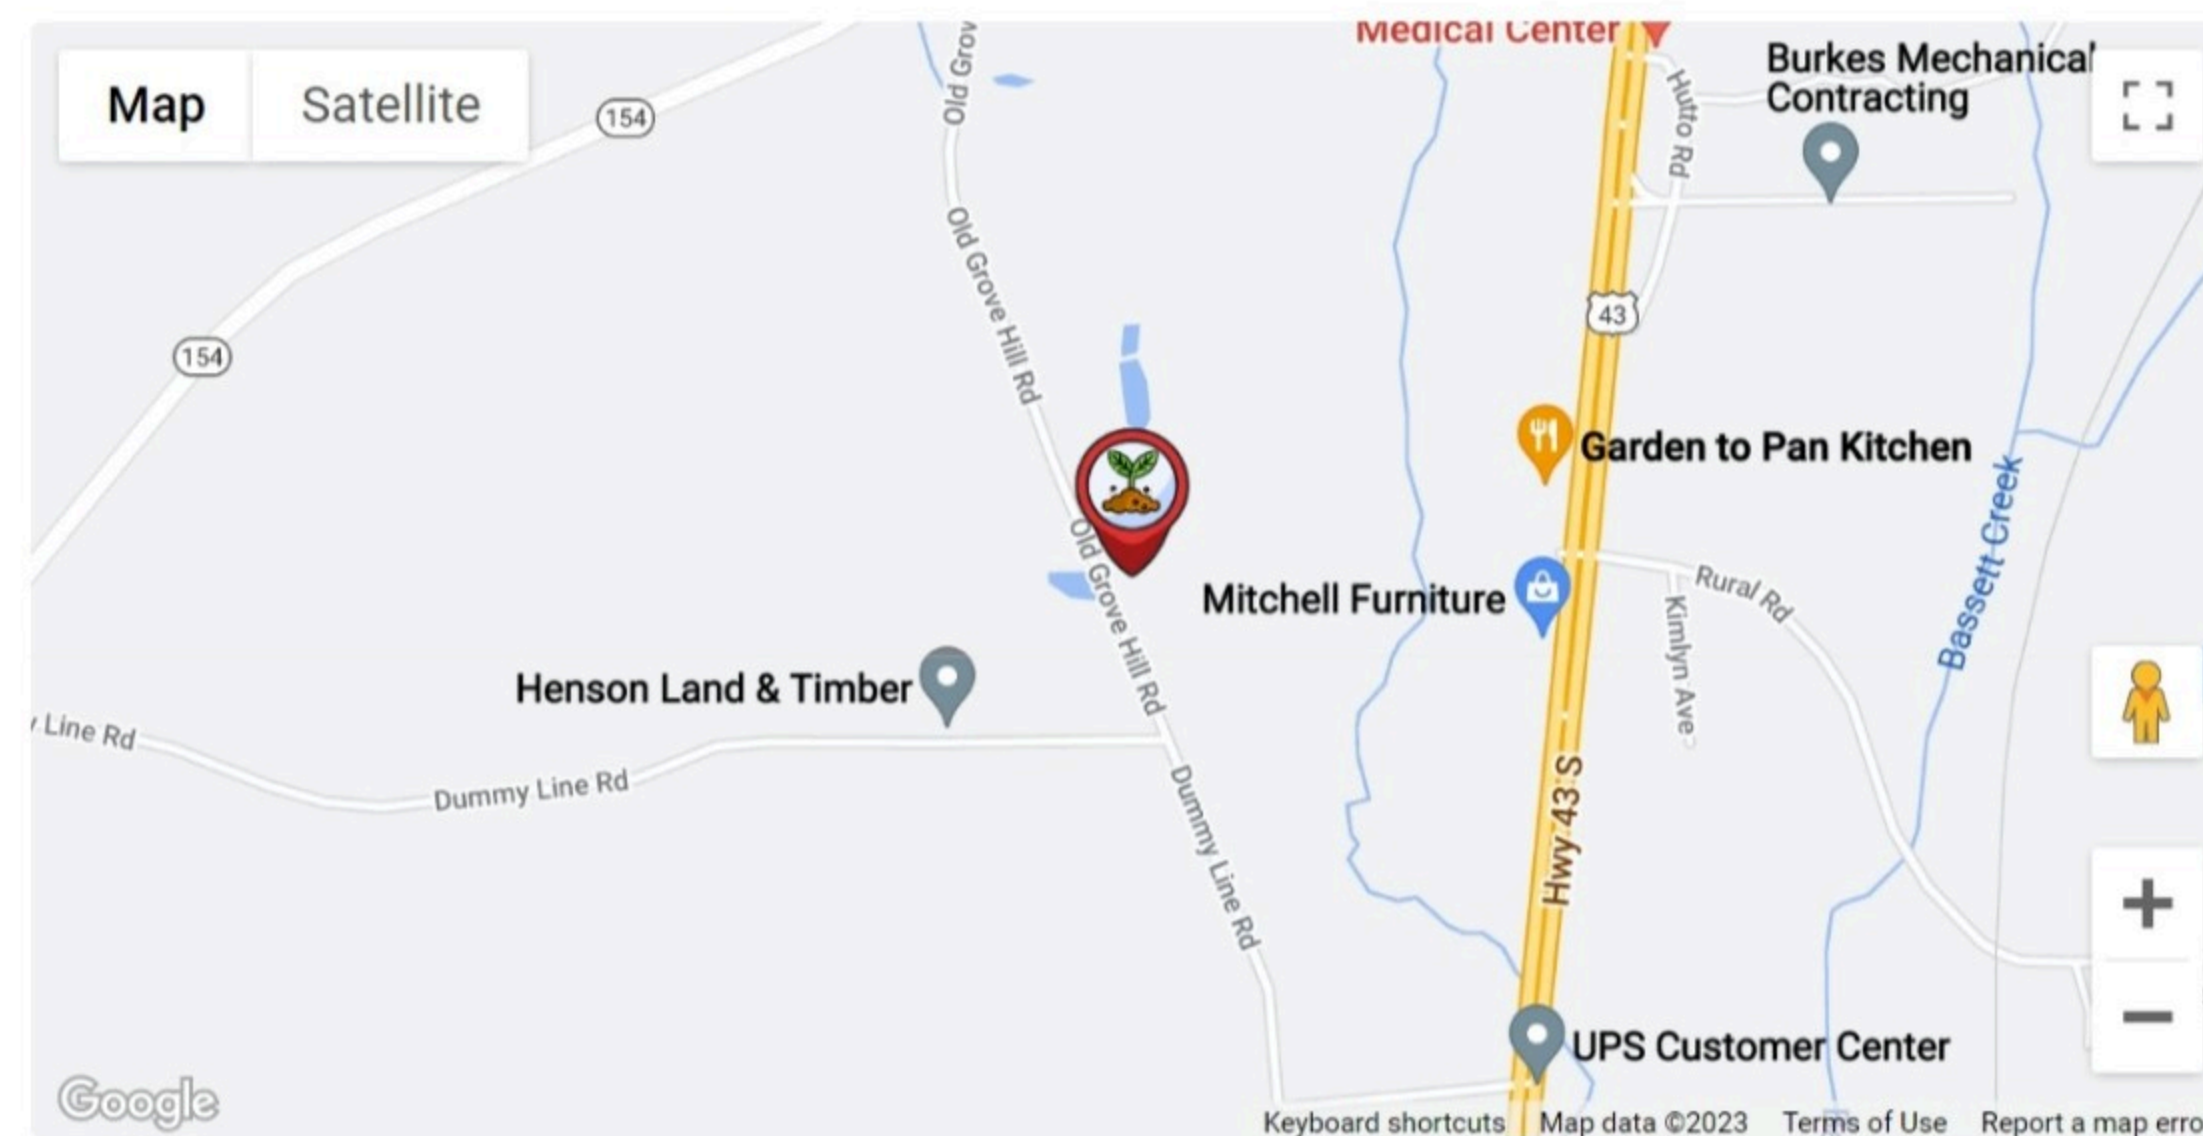 Medical Center
Burkes Mechanical
Contracting
Map
Satellite
154
Old Grov
Hutto Rd
Old Grove Hill Rd
43
154
Garden to Pan Kitchen
Bassett Creek
Old Grove Hill Rd
Rural Rd
Mitchell Furniture
Kimlyn Ave
Henson Land & Timber
Line Rd
Dummy Line Rd
Dummy Line Rd
Hwy 43 S
UPS Customer Center
Google
Keyboard shortcuts
Map data ©2023
Terms of Use
Report a map erro